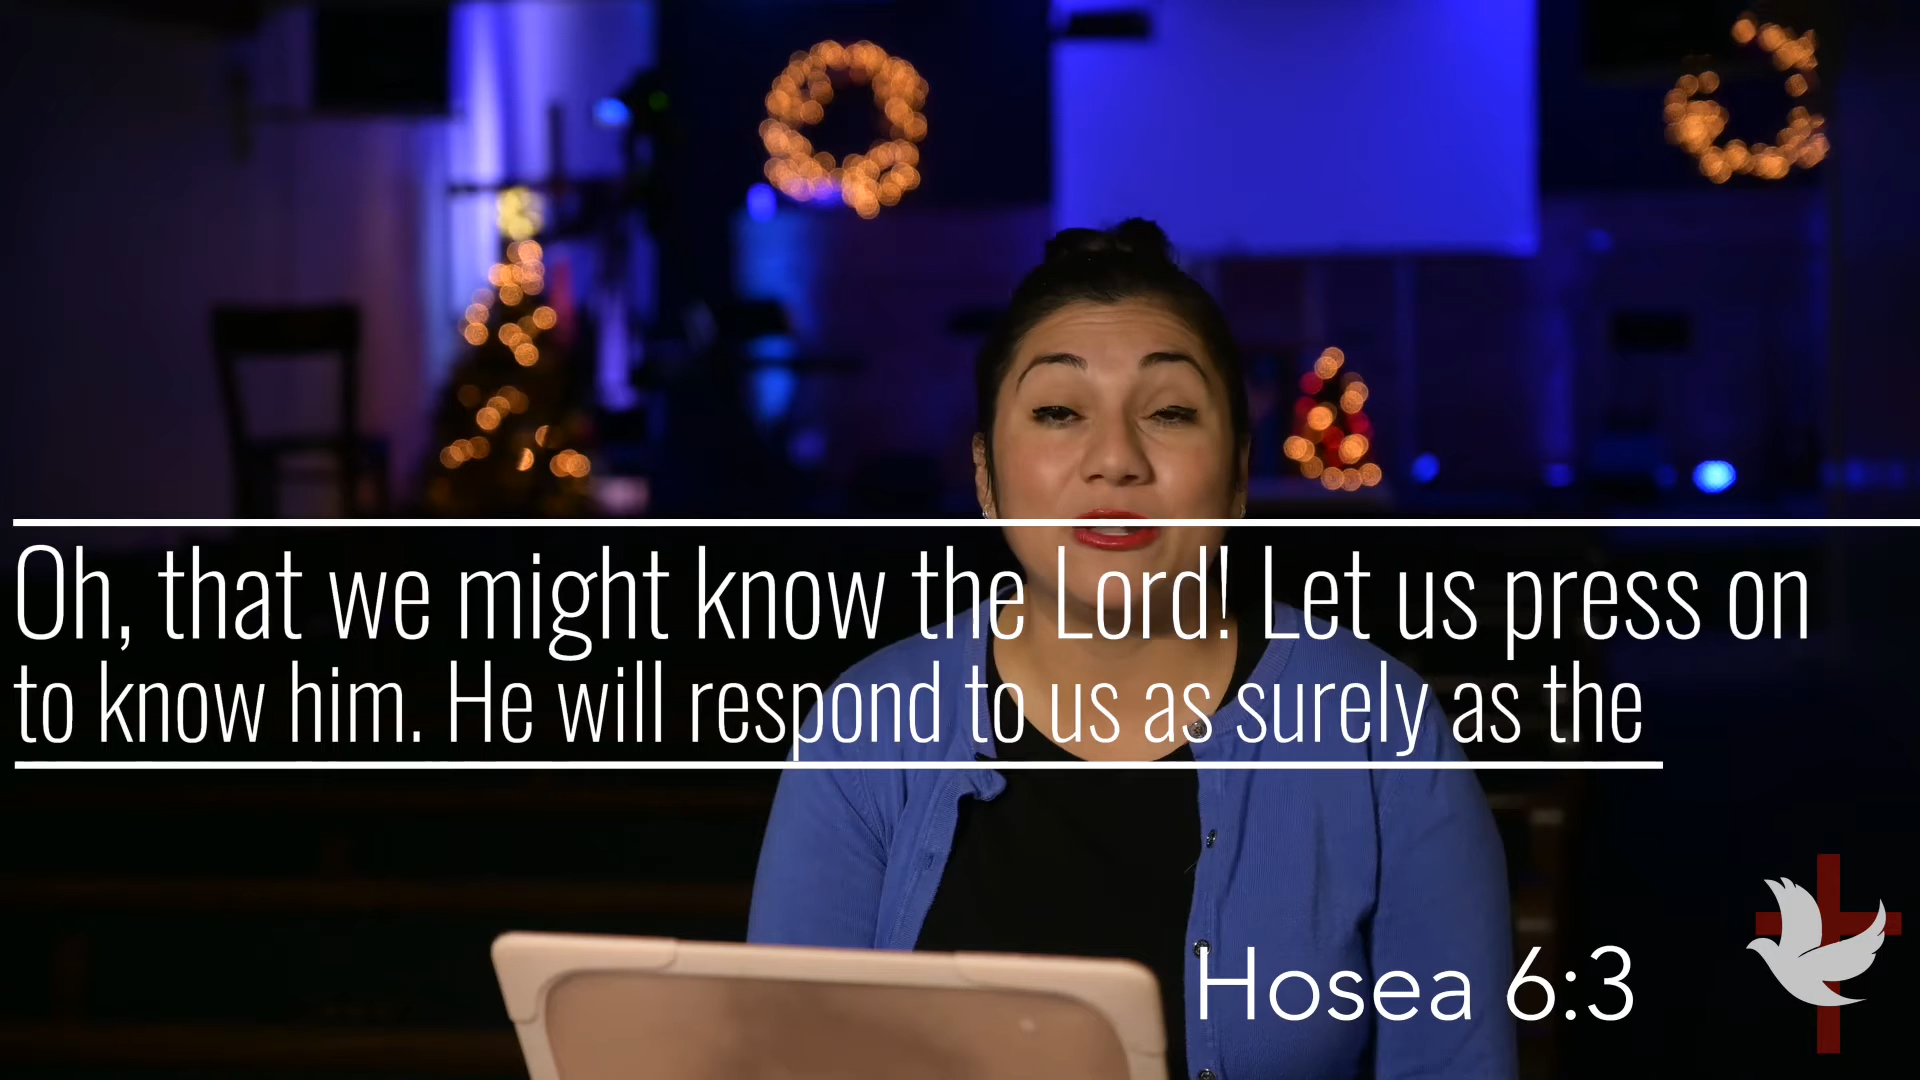 Oh, that we might know the Lord! Let us press on
to know him. He will respond to us as surely as the
Hosea 6:3